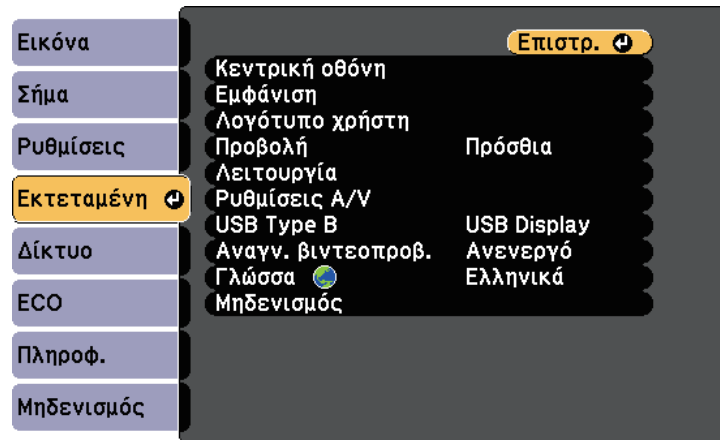 Εικόνα
Σήμα
Ρυθμίσεις
Εκτεταμένη
Δίκτυο
ECO
Πληροφ.
Μηδενισμός
Επιστρ.
Κεντρική οθόνη
Εμφάνιση
Λογότυπο χρήστη
Προβολή Πρόσθια
Λειτουργία
Ρυθμίσεις A/V
USB Type B USB Display
Αναγν. βιντεοπροβ. Ανενεργό
Γλώσσα Ελληνικά
Μηδενισμός